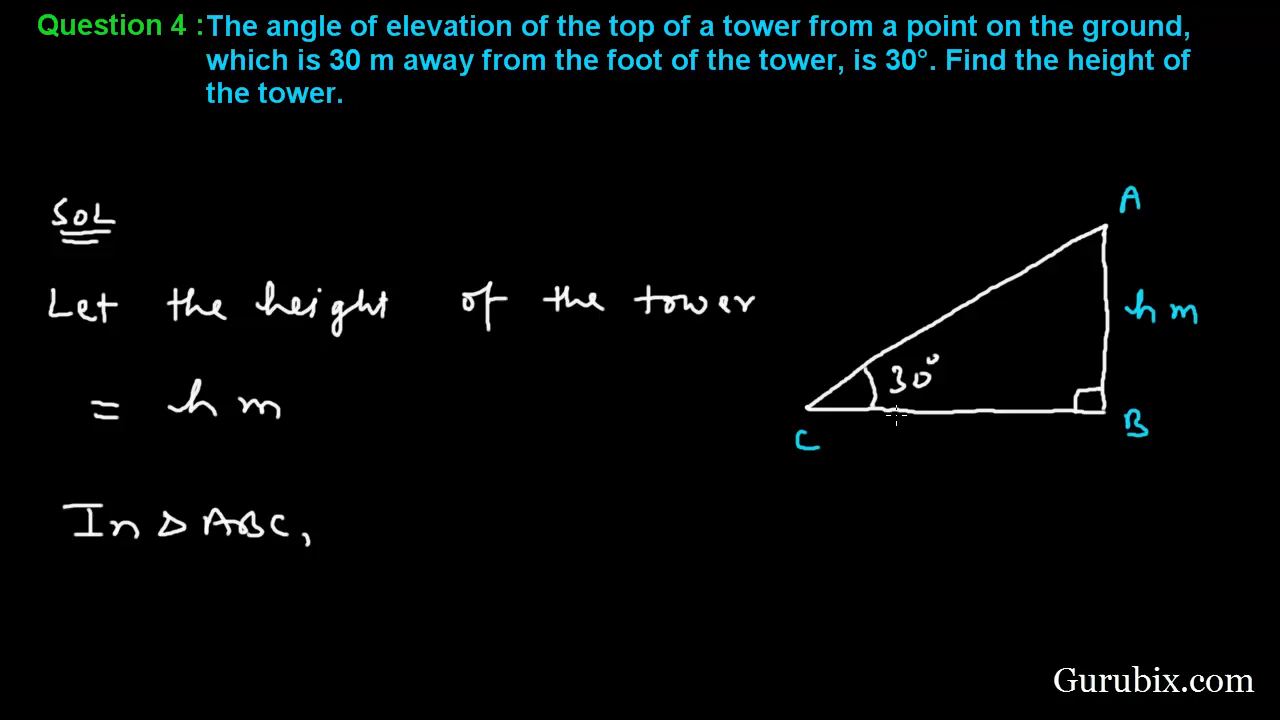 Question 4 : The angle of elevation of the top of a tower from a point on the ground,
which is 30 m away from the foot of the tower, is 30°. Find the height of
the tower.
SOL
Let the height of the tower
= h m
In △ ABC,
A
h m
30°
B
C
Gurubix.com